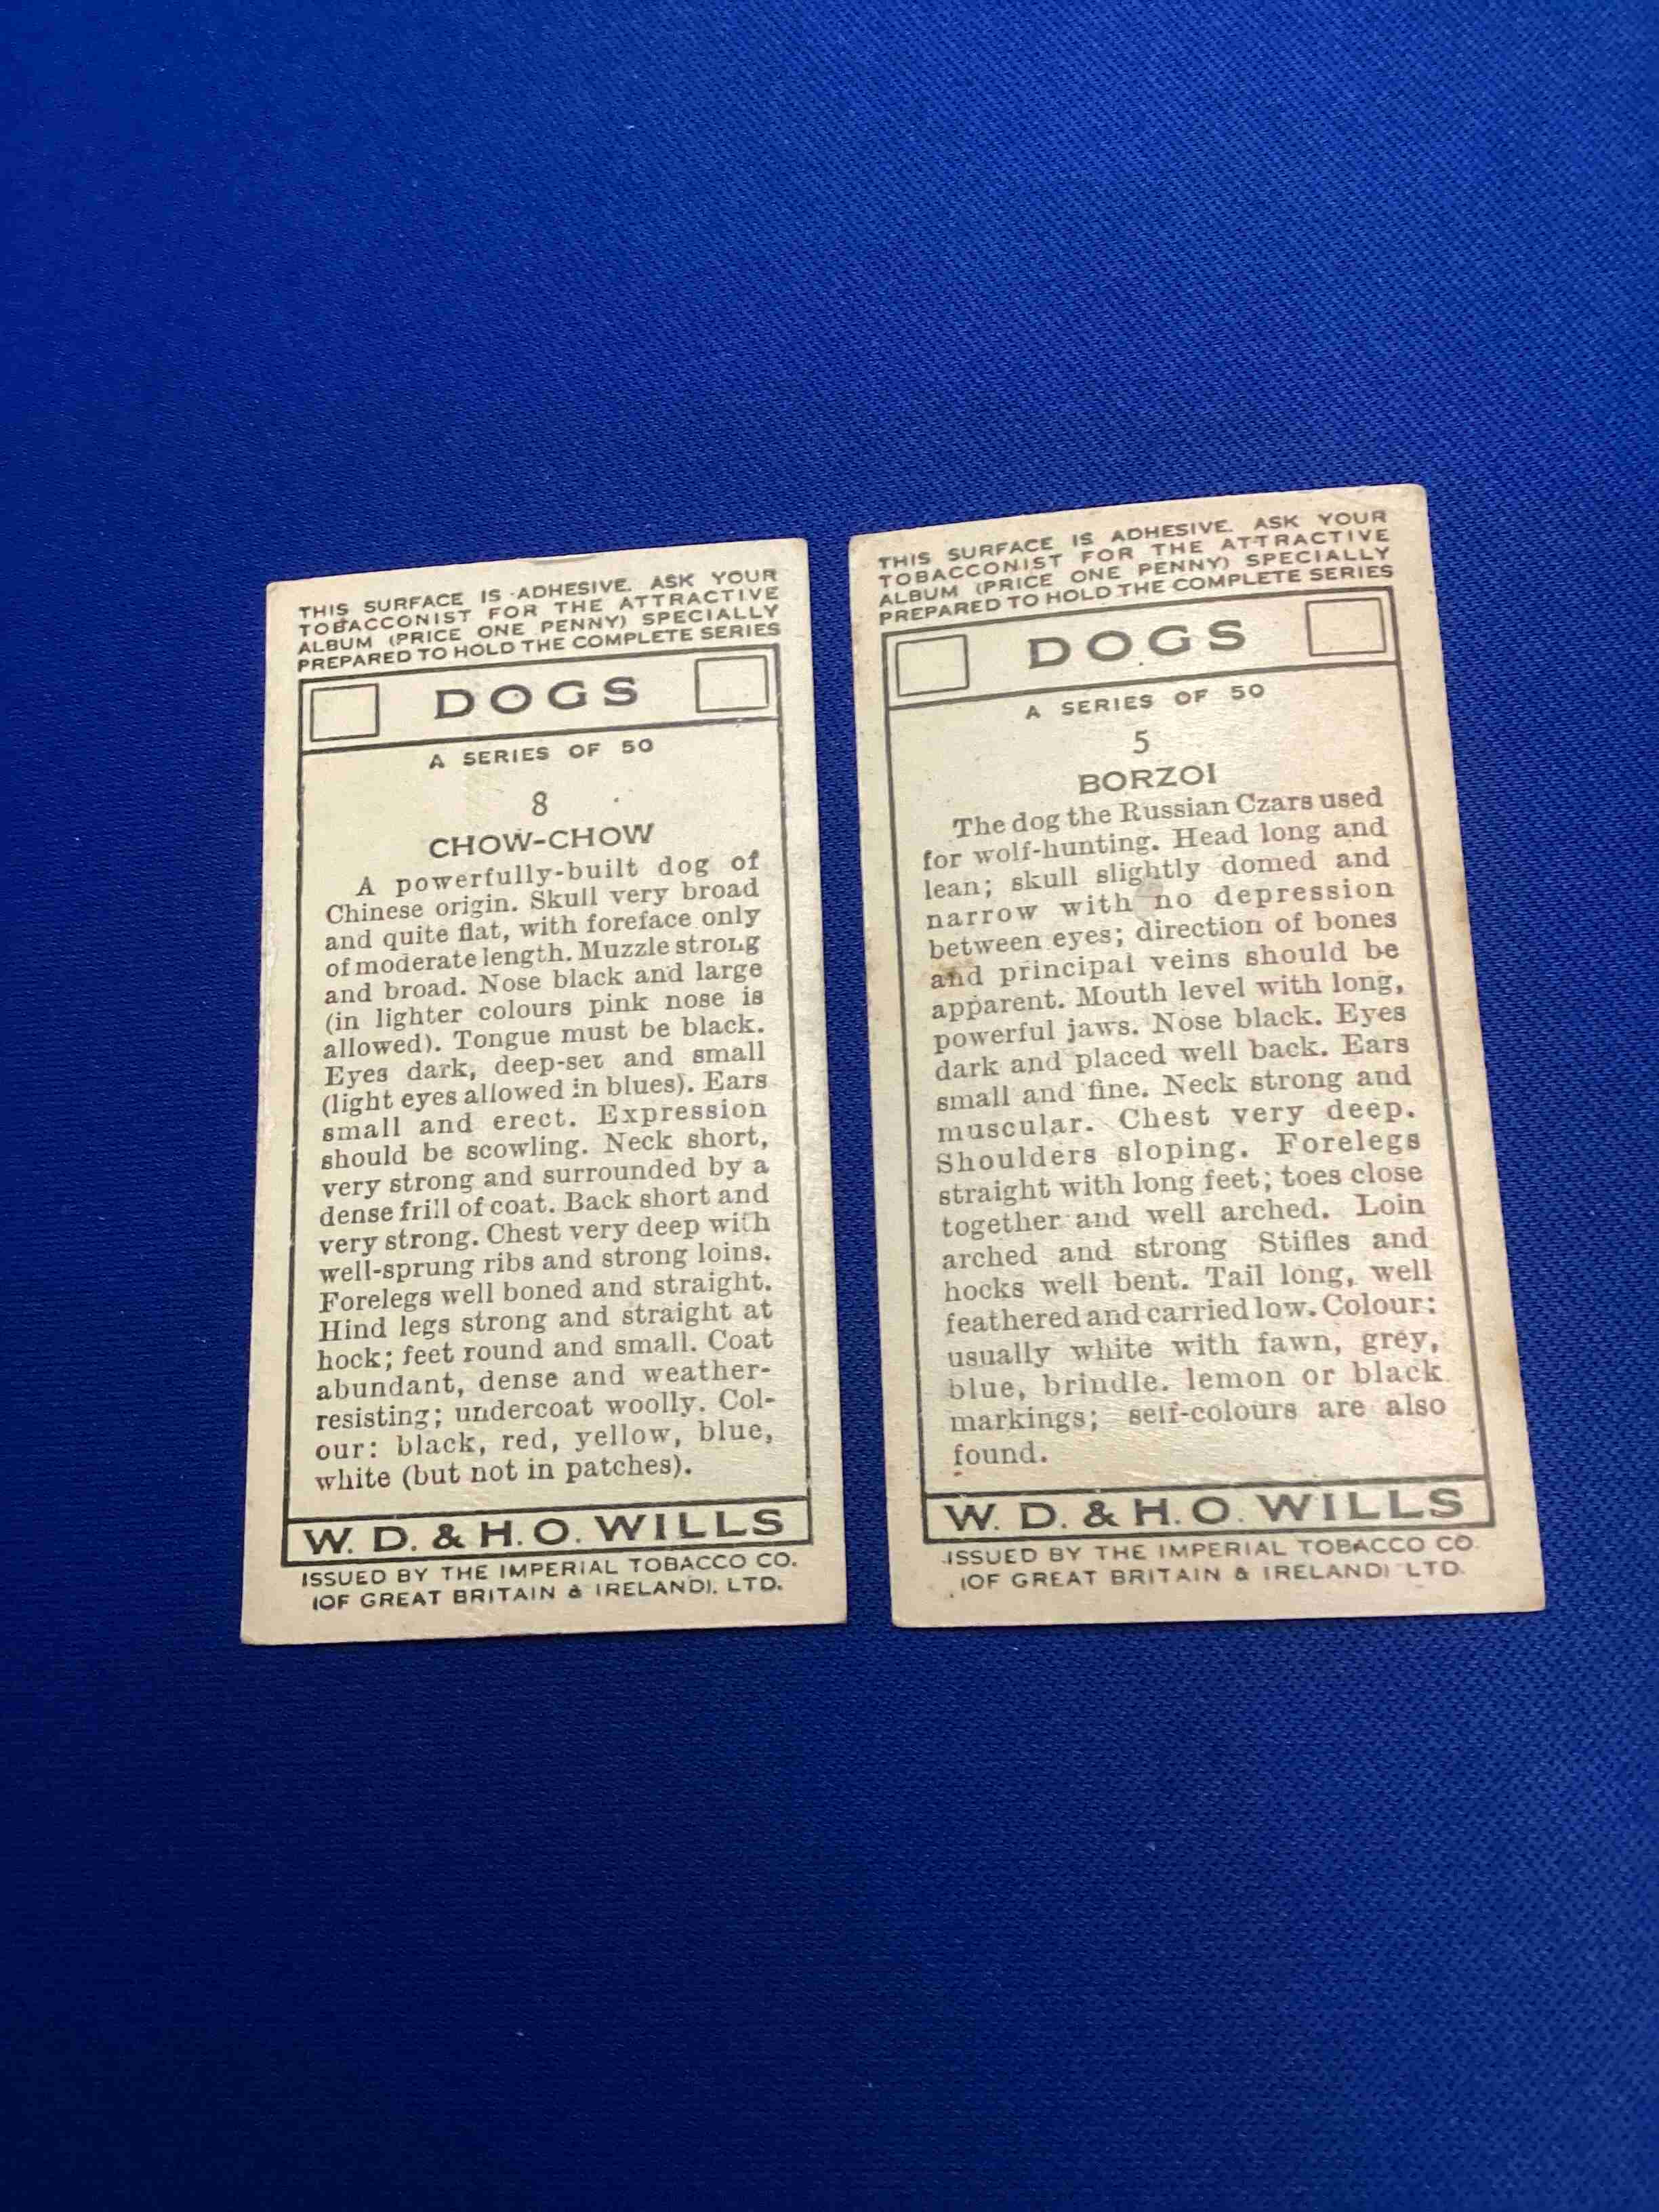 THIS SURFACE IS ADHESIVE. ASK YOUR
TOBACCONIST FOR THE ATTRACTIVE
ALBUM (PRICE ONE PENNY) SPECIALLY
PREPARED TO HOLD THE COMPLETE SERIES
DOGS
A SERIES OF 50
8
CHOW-CHOW
A powerfully-built dog of
Chinese origin. Skull very broad
and quite flat, with foreface only
of moderate length. Muzzle strong
and broad. Nose black and large
(in lighter colours pink nose is
allowed). Tongue must be black.
Eyes dark, deep-set and small
(light eyes allowed in blues). Ears
small and erect. Expression
should be scowling. Neck short,
very strong and surrounded by a
dense frill of coat. Back short and
very strong. Chest very deep with
well-sprung ribs and strong loins.
Forelegs well boned and straight.
Hind legs strong and straight at
hock; feet round and small. Coat
abundant, dense and weather-
resisting; undercoat woolly. Col-
our: black, red, yellow, blue,
white (but not in patches).
W. D. & H. O. WILLS
ISSUED BY THE IMPERIAL TOBACCO CO.
(OF GREAT BRITAIN & IRELAND), LTD.
THIS SURFACE IS ADHESIVE. ASK YOUR
TOBACCONIST FOR THE ATTRACTIVE
ALBUM (PRICE ONE PENNY) SPECIALLY
PREPARED TO HOLD THE COMPLETE SERIES
DOGS
A SERIES OF 50
5
BORZOI
The dog the Russian Czars used
for wolf-hunting. Head long and
lean; skull slightly domed and
narrow with no depression
between eyes; direction of bones
and principal veins should be
apparent. Mouth level with long,
powerful jaws. Nose black. Eyes
dark and placed well back. Ears
small and fine. Neck strong and
muscular. Chest very deep.
Shoulders sloping. Forelegs
straight with long feet; toes close
together and well arched. Loin
arched and strong Stifles and
hocks well bent. Tail long, well
feathered and carried low. Colour:
usually white with fawn, grey,
blue, brindle. lemon or black
markings; self-colours are also
found.
W. D. & H. O. WILLS
ISSUED BY THE IMPERIAL TOBACCO CO.
(OF GREAT BRITAIN & IRELAND) LTD.